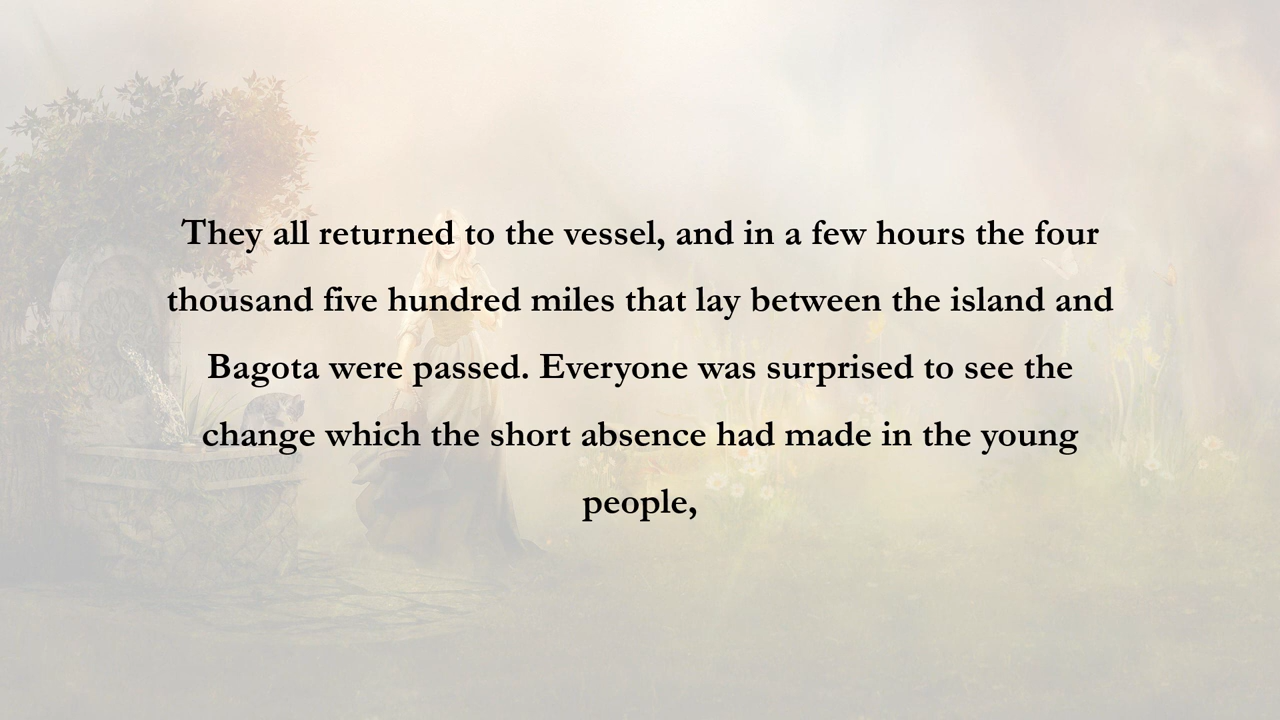 They all returned to the vessel, and in a few hours the four
thousand five hundred miles that lay between the island and
Bagota were passed. Everyone was surprised to see the
change which the short absence had made in the young
people,